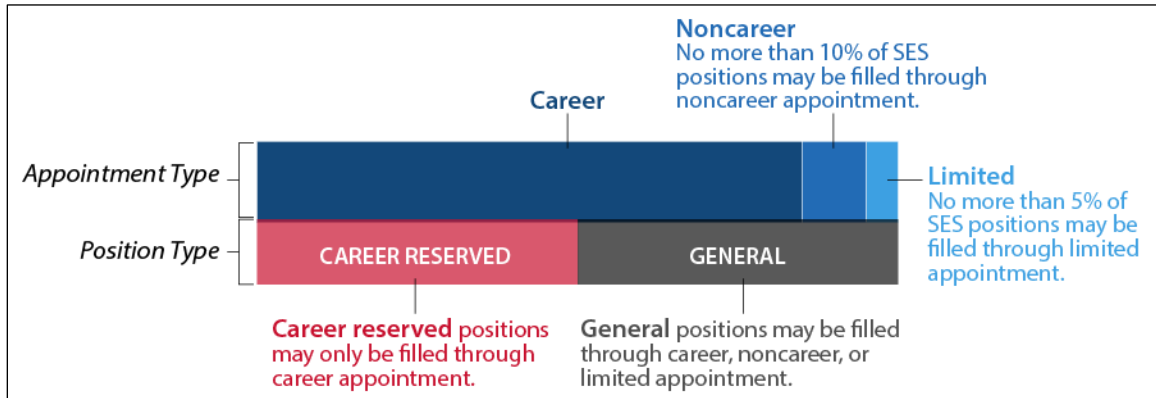 Noncareer
No more than 10% of SES
positions may be filled through
noncareer appointment.
Career
Appointment Type
Limited
No more than 5% of
SES positions may be
filled through limited
appointment.
Position Type
CAREER RESERVED
GENERAL
Career reserved positions
may only be filled through
career appointment.
General positions may be filled
through career, noncareer, or
limited appointment.